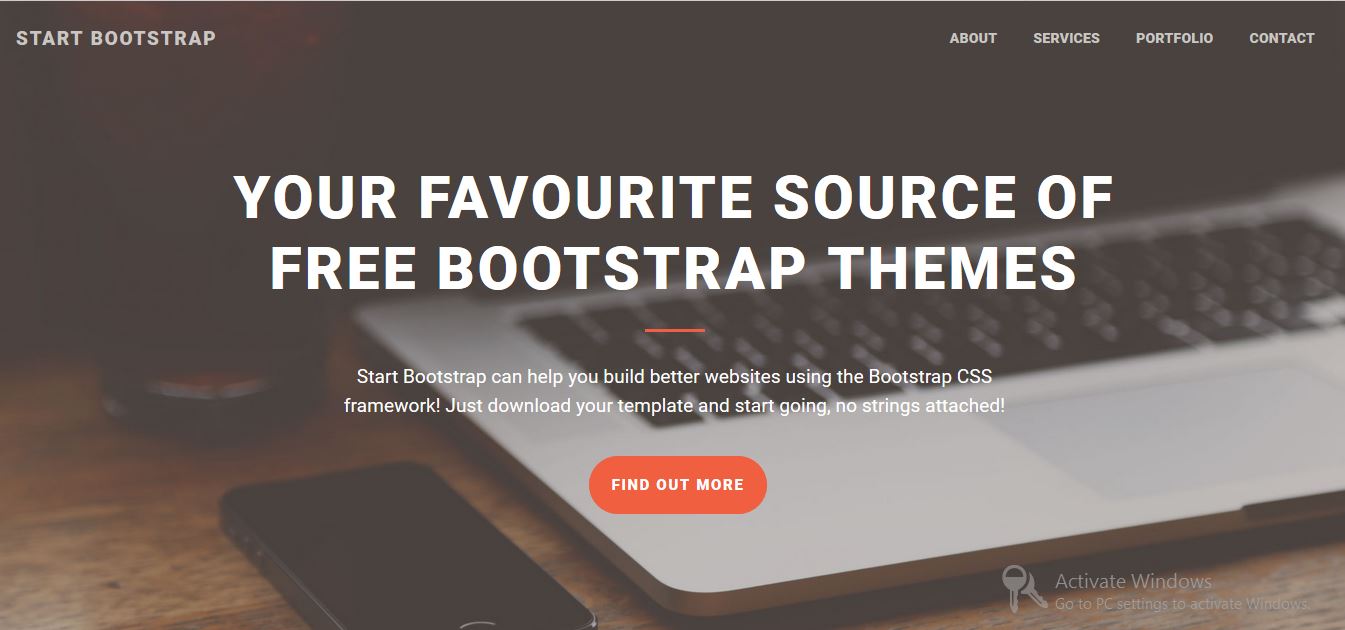 START BOOTSTRAP
ABOUT SERVICES PORTFOLIO CONTACT
YOUR FAVOURITE SOURCE OF
FREE BOOTSTRAP THEMES
Start Bootstrap can help you build better websites using the Bootstrap CSS
framework! Just download your template and start going, no strings attached!
FIND OUT MORE
Activate Windows
Go to PC settings to activate Windows.